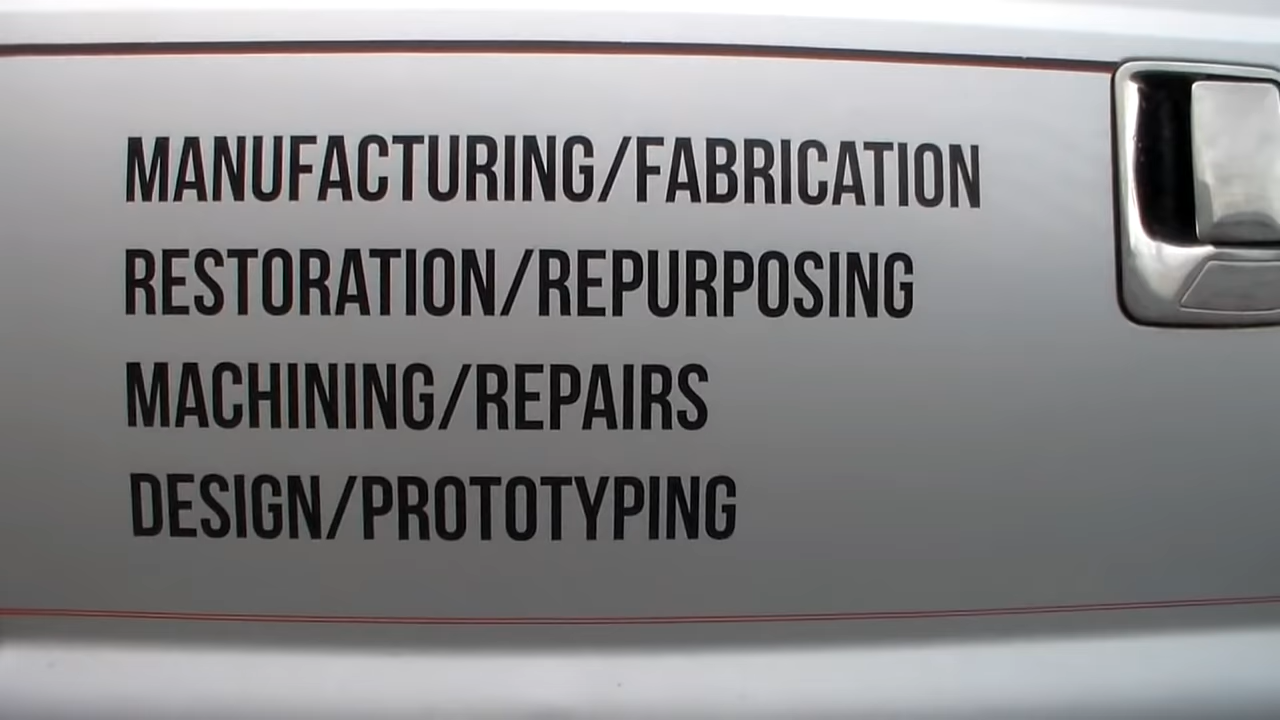 MANUFACTURING/FABRICATION
RESTORATION/REPURPOSING
MACHINING/REPAIRS
DESIGN/PROTOTYPING